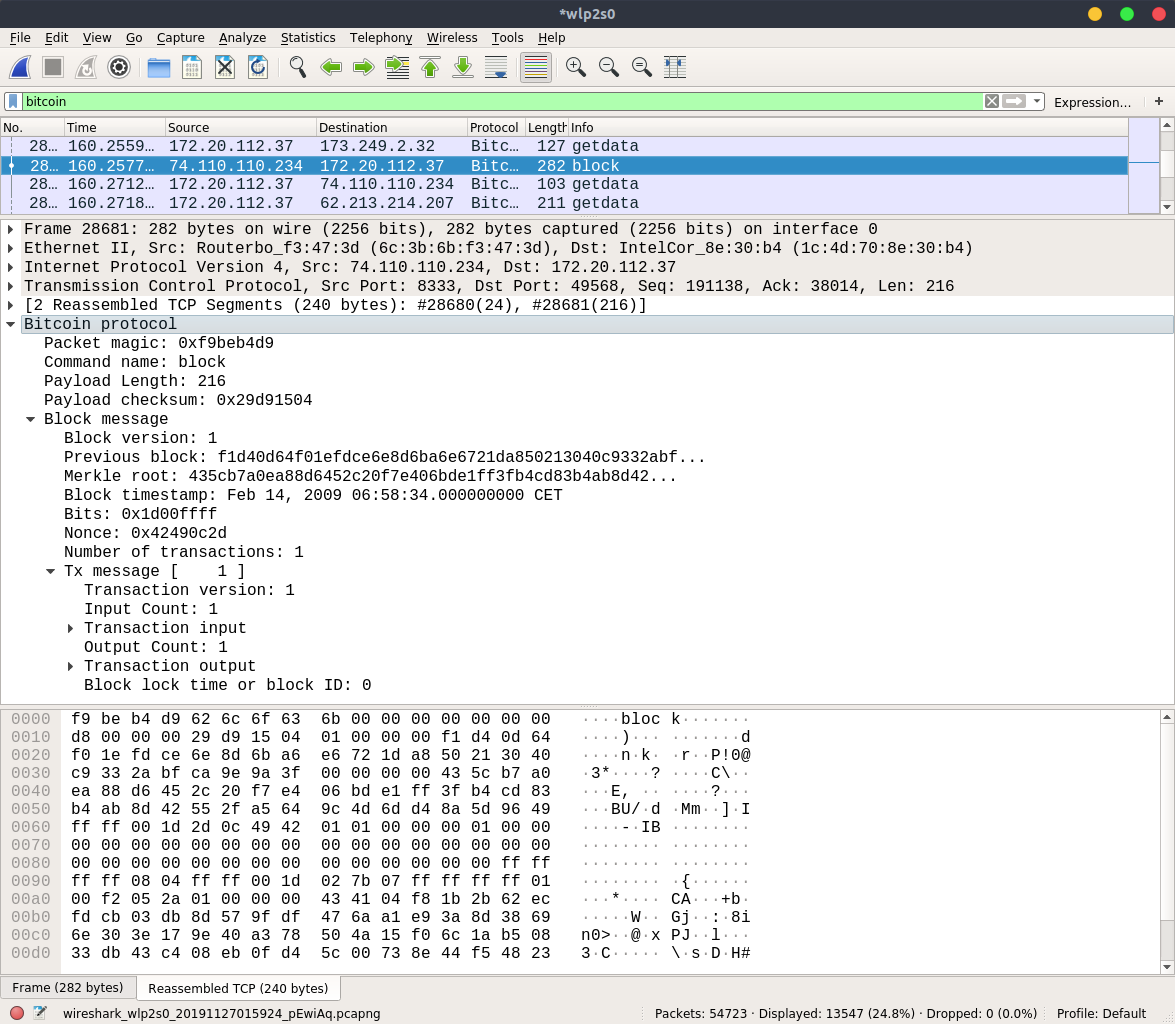 *wlp2s0
File Edit View Go Capture Analyze Statistics Telephony Wireless Tools Help
bitcoin Expression… +
No. Time Source Destination Protocol Length Info
28… 160.2559… 172.20.112.37 173.249.2.32 Bitc… 127 getdata
28… 160.2577… 74.110.110.234 172.20.112.37 Bitc… 282 block
28… 160.2712… 172.20.112.37 74.110.110.234 Bitc… 103 getdata
28… 160.2718… 172.20.112.37 62.213.214.207 Bitc… 211 getdata
Frame 28681: 282 bytes on wire (2256 bits), 282 bytes captured (2256 bits) on interface 0
Ethernet II, Src: Routerbo_f3:47:3d (6c:3b:6b:f3:47:3d), Dst: IntelCor_8e:30:b4 (1c:4d:70:8e:30:b4)
Internet Protocol Version 4, Src: 74.110.110.234, Dst: 172.20.112.37
Transmission Control Protocol, Src Port: 8333, Dst Port: 49568, Seq: 191138, Ack: 38014, Len: 216
[2 Reassembled TCP Segments (240 bytes): #28680(24), #28681(216)]
Bitcoin protocol
Packet magic: 0xf9beb4d9
Command name: block
Payload Length: 216
Payload checksum: 0x29d91504
Block message
Block version: 1
Previous block: f1d40d64f01efdce6e8d6ba6e6721da850213040c9332abf...
Merkle root: 435cb7a0ea88d6452c20f7e406bde1ff3fb4cd83b4ab8d42...
Block timestamp: Feb 14, 2009 06:58:34.000000000 CET
Bits: 0x1d00ffff
Nonce: 0x42490c2d
Number of transactions: 1
Tx message [    1 ]
Transaction version: 1
Input Count: 1
Transaction input
Output Count: 1
Transaction output
Block lock time or block ID: 0
0000 f9 be b4 d9 62 6c 6f 63 6b 00 00 00 00 00 00 00 ····bloc k·······
0010 d8 00 00 00 29 d9 15 04 01 00 00 00 f1 d4 0d 64 ····)··· ·······d
0020 f0 1e fd ce 6e 8d 6b a6 e6 72 1d a8 50 21 30 40 ····n·k· ·r··P!0@
0030 c9 33 2a bf ca 9e 9a 3f 00 00 00 00 43 5c b7 a0 ·3*····? ····C\··
0040 ea 88 d6 45 2c 20 f7 e4 06 bd e1 ff 3f b4 cd 83 ···E, ·· ····?···
0050 b4 ab 8d 42 55 2f a5 64 9c 4d 6d d4 8a 5d 96 49 ···BU/·d ·Mm··]·I
0060 ff ff 00 1d 2d 0c 49 42 01 01 00 00 00 01 00 00 ····-·IB ········
0070 00 00 00 00 00 00 00 00 00 00 00 00 00 00 00 00 ········ ········
0080 00 00 00 00 00 00 00 00 00 00 00 00 00 00 ff ff ········ ········
0090 ff ff 08 04 ff ff 00 1d 02 7b 07 ff ff ff ff 01 ········ ·{······
00a0 00 f2 05 2a 01 00 00 00 43 41 04 f8 1b 2b 62 ec ···*···· CA···+b·
00b0 fd cb 03 db 8d 57 9f df 47 6a a1 e9 3a 8d 38 69 ·····W·· Gj··:·8i
00c0 6e 30 3e 17 9e 40 a3 78 50 4a 15 f0 6c 1a b5 08 n0>··@·x PJ··l···
00d0 33 db 43 c4 08 eb 0f d4 5c 00 73 8e 44 f5 48 23 3·C····· \·s·D·H#
Frame (282 bytes) Reassembled TCP (240 bytes)
wireshark_wlp2s0_20191127015924_pEwiAq.pcapng Packets: 54723 · Displayed: 13547 (24.8%) · Dropped: 0 (0.0%) Profile: Default